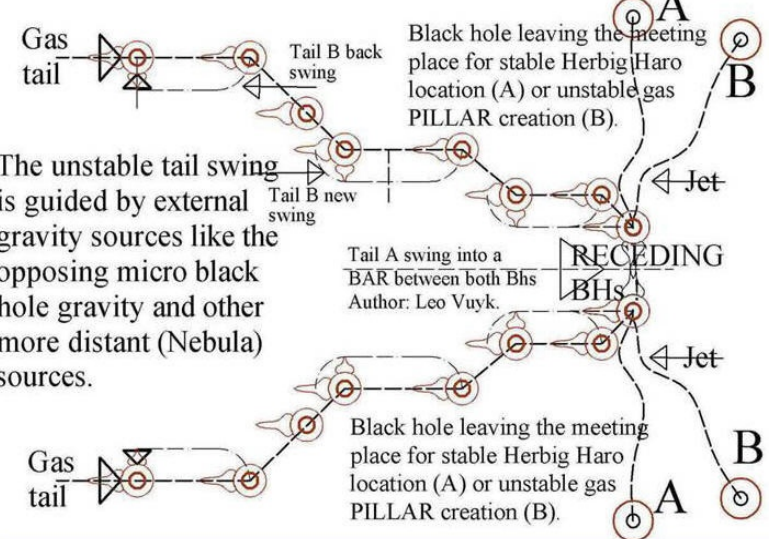 Gas
tail
Tail B back
swing
Black hole leaving the meeting
place for stable Herbig Haro
location (A) or unstable gas
PILLAR creation (B).
A
B
The unstable tail swing
is guided by external
gravity sources like the
opposing micro black
hole gravity and other
more distant (Nebula)
sources.
Tail B new
swing
Jet
Tail A swing into a
BAR between both Bhs
Author: Leo Vuyk.
RECEDING
BHs
Jet
Gas
tail
Black hole leaving the meeting
place for stable Herbig Haro
location (A) or unstable gas
PILLAR creation (B).
A
B